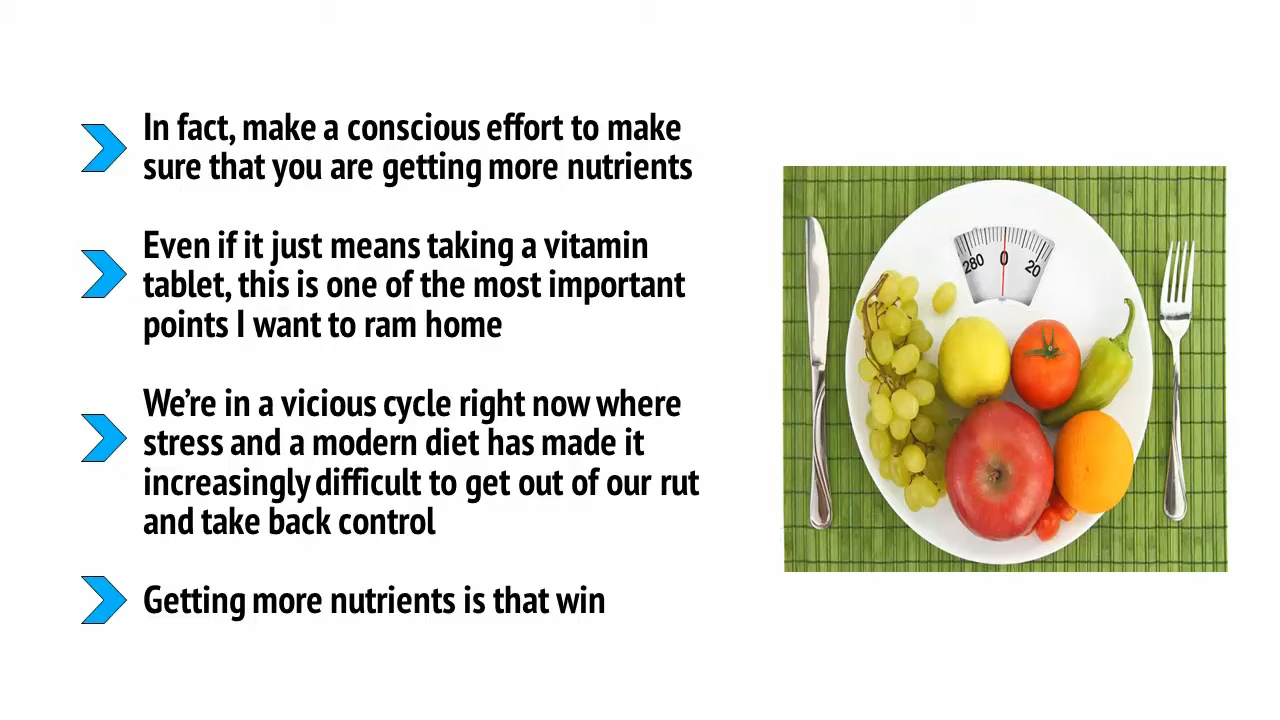 In fact, make a conscious effort to make
sure that you are getting more nutrients
Even if it just means taking a vitamin
tablet, this is one of the most important
points I want to ram home
We’re in a vicious cycle right now where
stress and a modern diet has made it
increasingly difficult to get out of our rut
and take back control
Getting more nutrients is that win
280 0 20